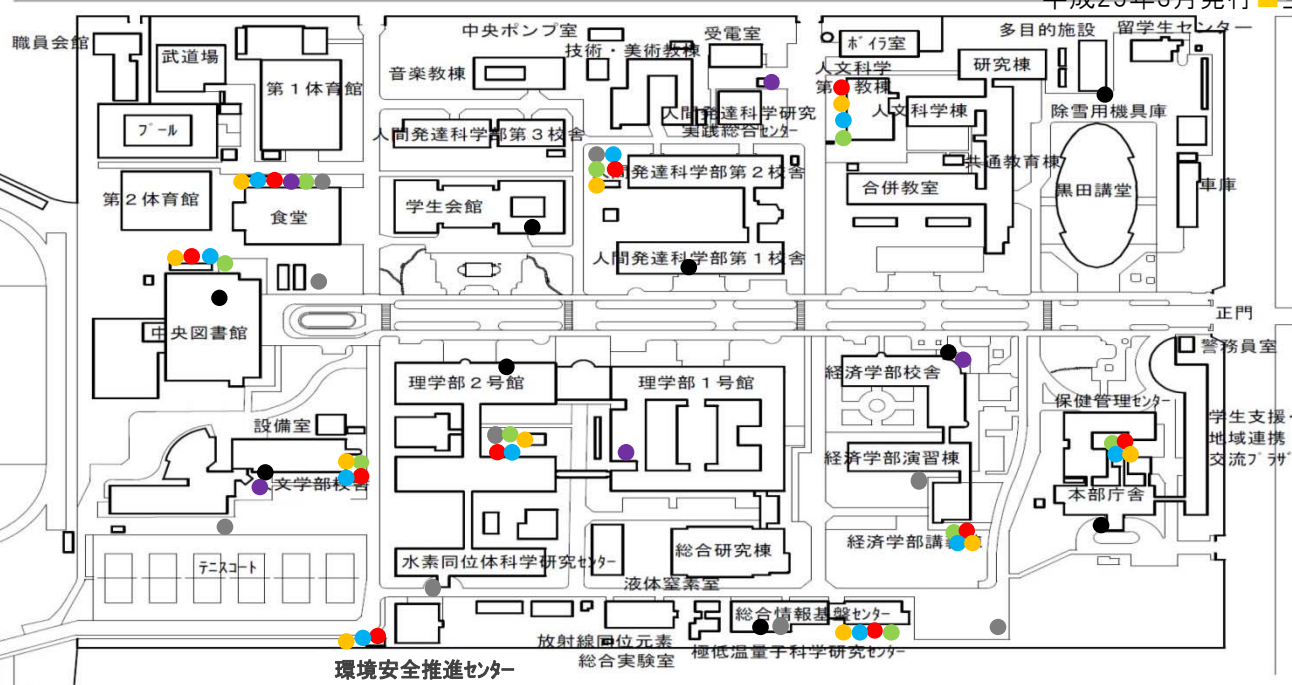 平成29年3月発行
職員会館
武道場
第1体育館
プール
中央ポンプ室
技術・美術教棟
受電室
音楽教棟
人間発達科学部第3校舎
人間発達科学研究
実践総合センター
ボイラ室
人文科学
研究棟
人文科学棟
多目的施設
留学生センター
除雪用機具庫
共通教育棟
合併教室
黒田講堂
車庫
第2体育館
食堂
学生会館
人間発達科学部第2校舎
人間発達科学部第1校舎
中央図書館
正門
警務員室
理学部2号館
理学部1号館
経済学部校舎
保健管理センター
学生支援・
地域連携
交流プラザ
設備室
人文学部校舎
経済学部演習棟
本部庁舎
テニスコート
水素同位体科学研究センター
総合研究棟
経済学部講義棟
液体窒素室
総合情報基盤センター
放射線同位元素
総合実験室
極低温量子科学研究センター
環境安全推進センター